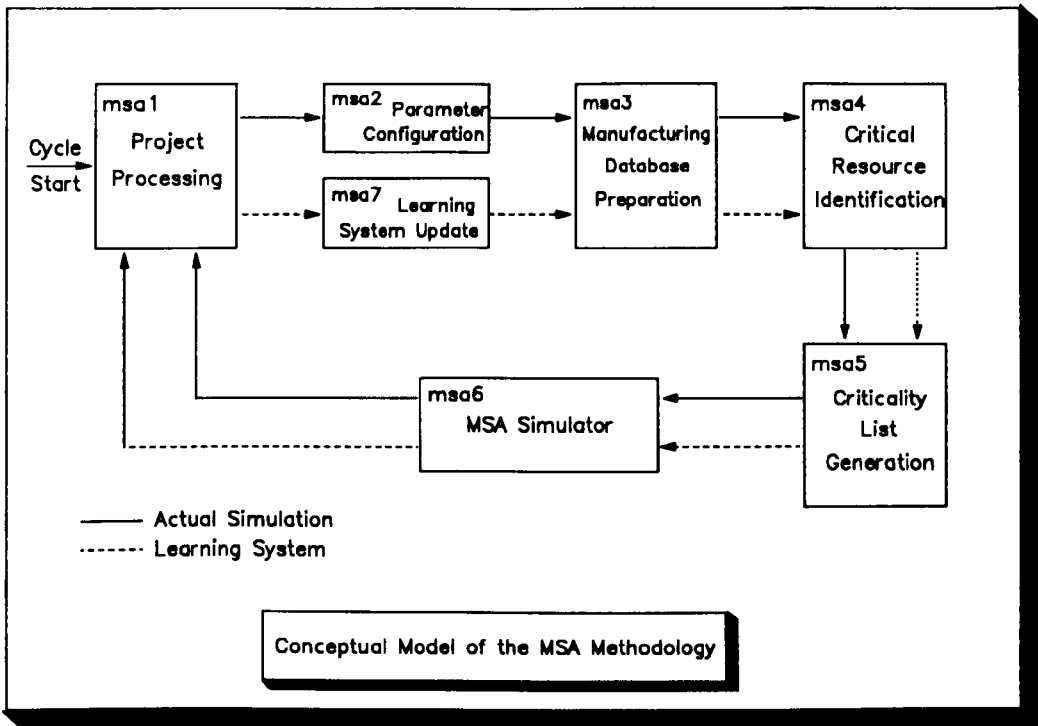 Cycle
Start
msa1
Project
Processing
msa2
Parameter
Configuration
msa7
Learning
System Update
msa3
Manufacturing
Database
Preparation
msa4
Critical
Resource
Identification
msa5
Criticality
List
Generation
msa6
MSA Simulator
Actual Simulation
Learning System
Conceptual Model of the MSA Methodology